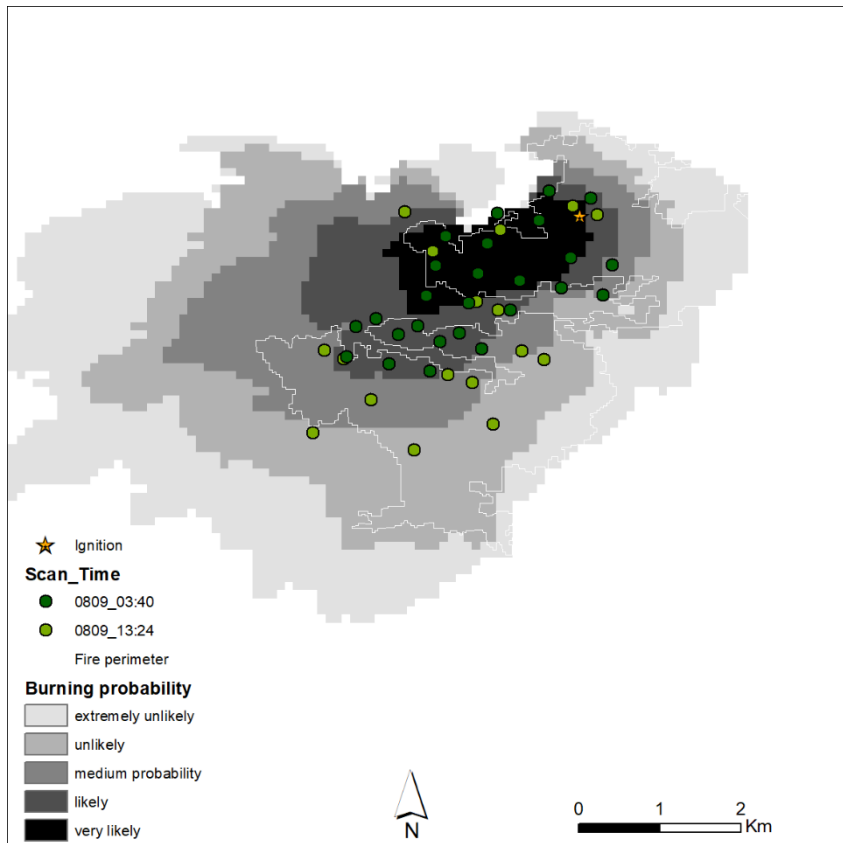 Ignition
Scan_Time
0809_03:40
0809_13:24
Fire perimeter
Burning probability
extremely unlikely
unlikely
medium probability
likely
very likely
N
0 1 2
Km